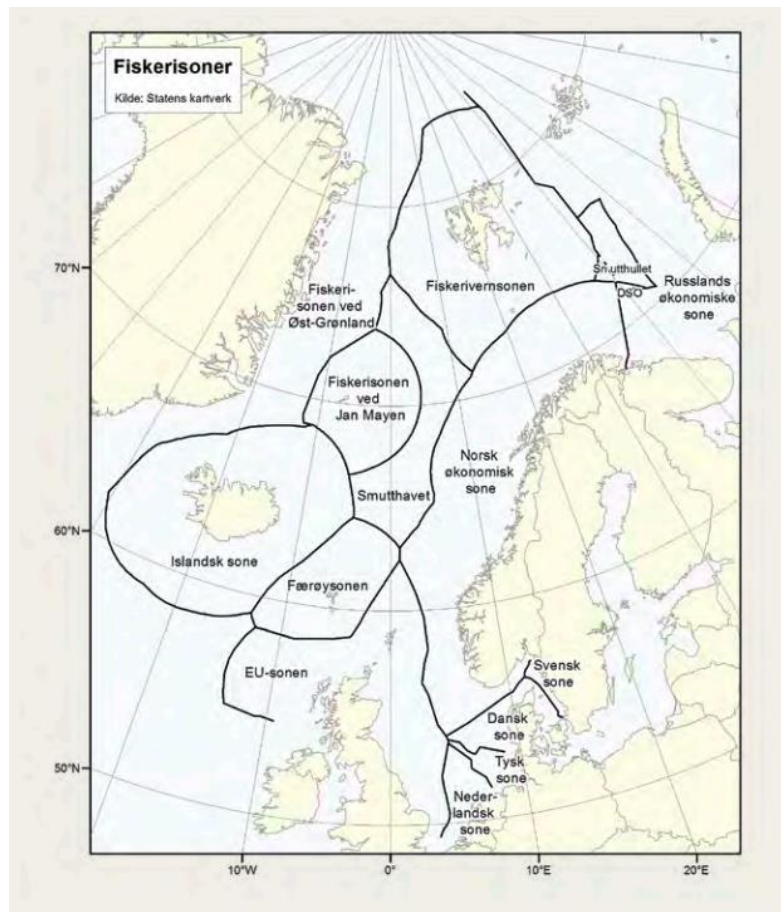 Fiskerisoner
Kilde: Statens kartverk
70°N
60°N
50°N
10°W
0°
10°E
20°E
Fiskeri-
sonen ved
Øst-Grønland
Fiskerivernsonen
Smutthullet
DSO
Russlands
økonomiske
sone
Fiskerisonen
ved
Jan Mayen
Norsk
økonomisk
sone
Smutthavet
Islandsk sone
Færøysonen
EU-sonen
Svensk
sone
Dansk
sone
Tysk
sone
Neder-
landsk
sone